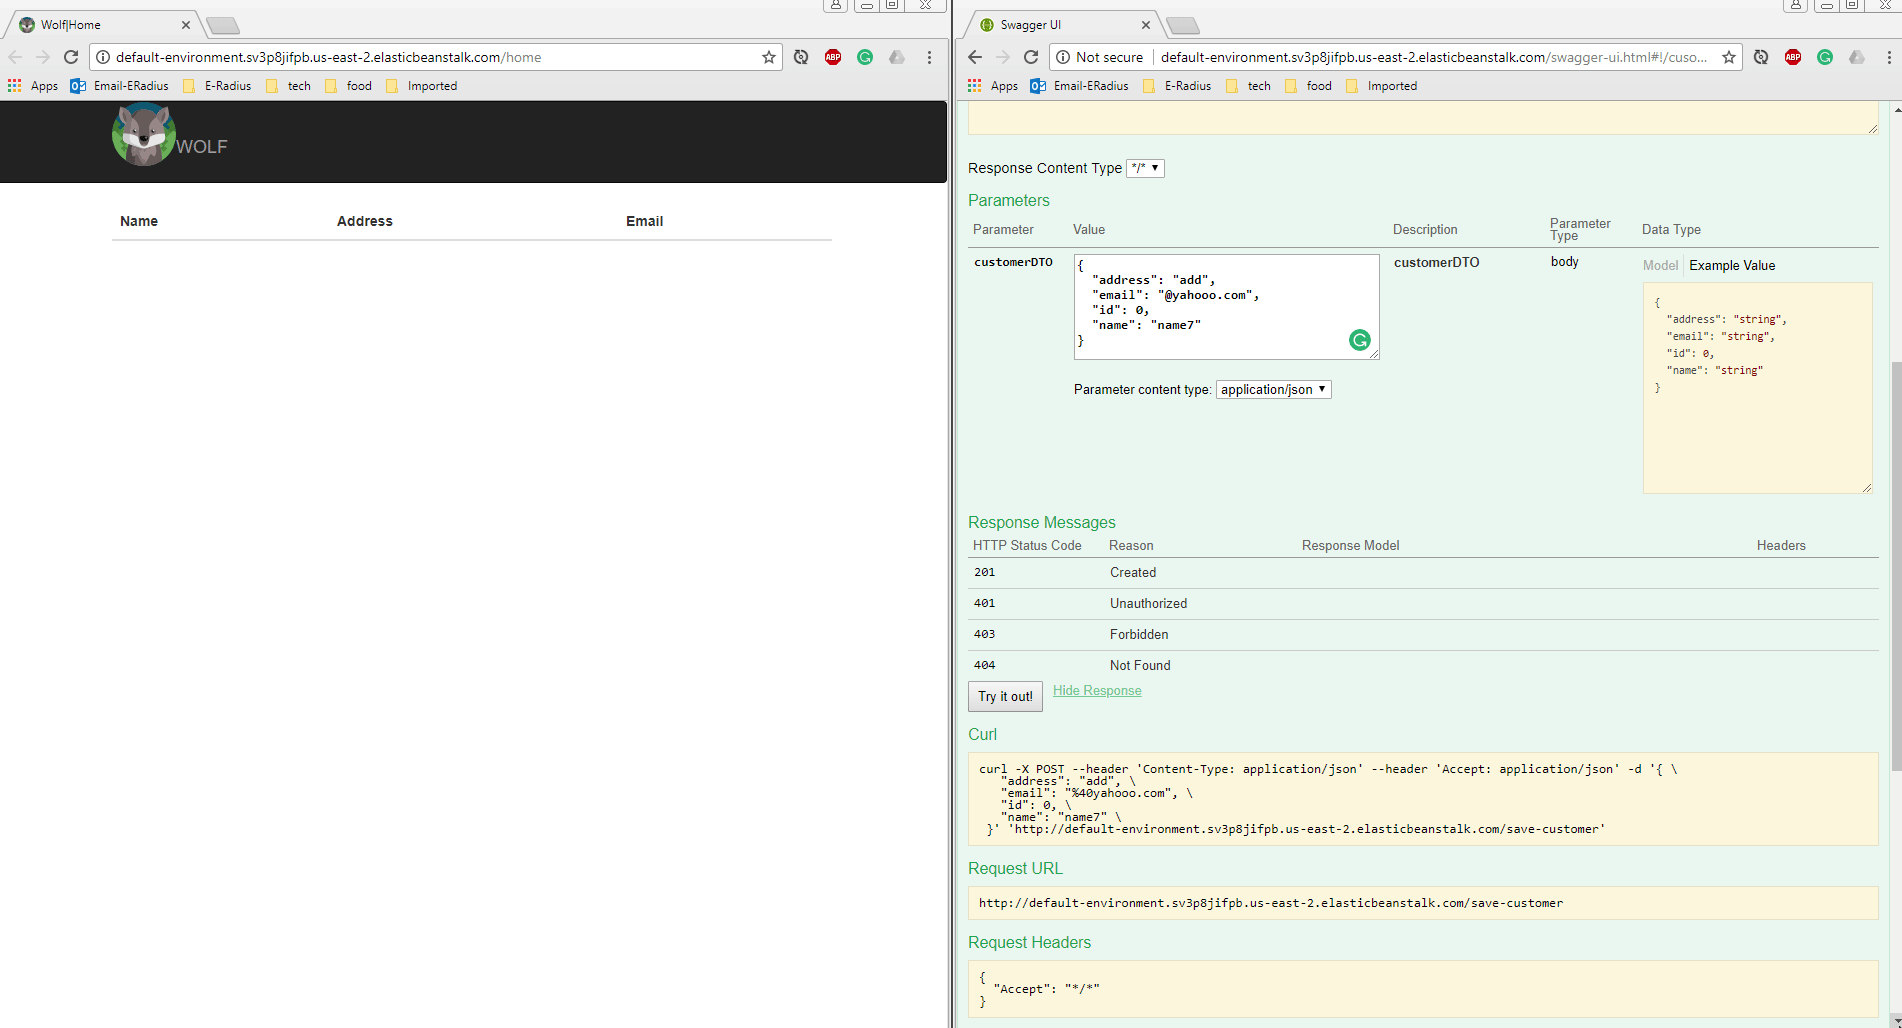 Wolf|Home
default-environment.sv3p8jifpb.us-east-2.elasticbeanstalk.com/home
ABP
Apps Email-ERadius E-Radius tech food Imported
WOLF
Name Address Email
Swagger UI
Not secure default-environment.sv3p8jifpb.us-east-2.elasticbeanstalk.com/swagger-ui.html#!/cuso...
ABP
Apps Email-ERadius E-Radius tech food Imported
Response Content Type */*
Parameters
Parameter Value Description Parameter Type Data Type
customerDTO
{
"address": "add",
"email": "@yahooo.com",
"id": 0,
"name": "name7"
}
Parameter content type: application/json
customerDTO
body
Model Example Value
{
"address": "string",
"email": "string",
"id": 0,
"name": "string"
}
Response Messages
HTTP Status Code Reason Response Model Headers
201 Created
401 Unauthorized
403 Forbidden
404 Not Found
Try it out! Hide Response
Curl
curl -X POST --header 'Content-Type: application/json' --header 'Accept: application/json' -d '{ \
"address": "add", \
"email": "%40yahooo.com", \
"id": 0, \
"name": "name7" \
}' 'http://default-environment.sv3p8jifpb.us-east-2.elasticbeanstalk.com/save-customer'
Request URL
http://default-environment.sv3p8jifpb.us-east-2.elasticbeanstalk.com/save-customer
Request Headers
{
"Accept": "*/*"
}